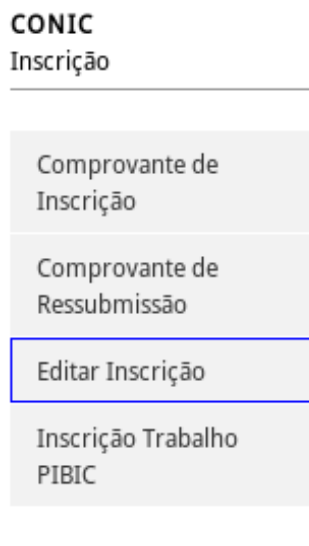 CONIC
Inscrição
Comprovante de
Inscrição
Comprovante de
Ressubmissão
Editar Inscrição
Inscrição Trabalho
PIBIC